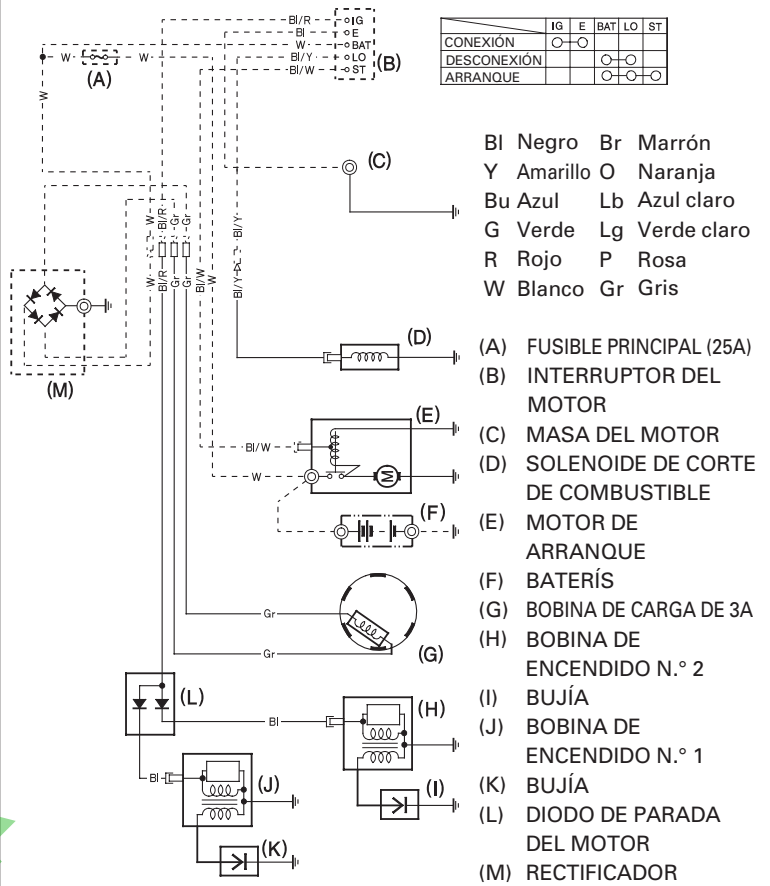 Bl/R IG
Bl E
W BAT
Bl/Y LO
Bl/W ST
(B)
W
W
(A)
W
IG E BAT LO ST
CONEXIÓN
DESCONEXIÓN
ARRANQUE
(C)
Bl Negro Br Marrón
Y Amarillo O Naranja
Bu Azul Lb Azul claro
G Verde Lg Verde claro
R Rojo P Rosa
W Blanco Gr Gris
W
Bl/R
Gr
Gr
Bl/Y
W
Bl/R
Gr
Gr
Bl/W
W
Bl/Y
(M)
(D)
(E)
Bl/W
W
M
(F)
Gr
Gr
(G)
(L)
(H)
Bl
Bl
(J)
(I)
(K)
(A) FUSIBLE PRINCIPAL (25A)
(B) INTERRUPTOR DEL
MOTOR
(C) MASA DEL MOTOR
(D) SOLENOIDE DE CORTE
DE COMBUSTIBLE
(E) MOTOR DE
ARRANQUE
(F) BATERÍS
(G) BOBINA DE CARGA DE 3A
(H) BOBINA DE
ENCENDIDO N.° 2
(I) BUJÍA
(J) BOBINA DE
ENCENDIDO N.° 1
(K) BUJÍA
(L) DIODO DE PARADA
DEL MOTOR
(M) RECTIFICADOR